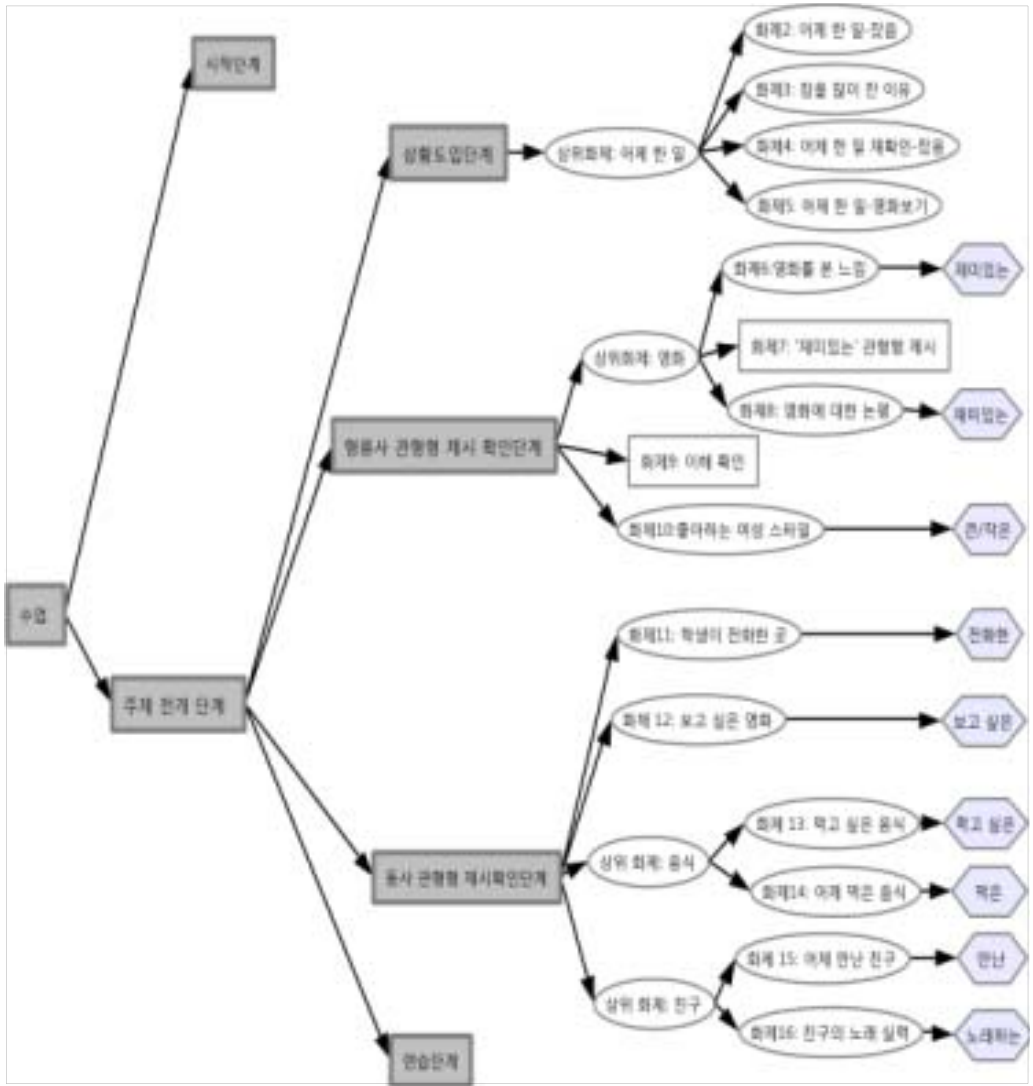 수업
시작단계
주제 전개 단계
상황도입단계
상위화제: 어제 한 일
화제2: 어제 한 일-잤음
화제3: 잠을 많이 잔 이유
화제4: 어제 한 일 재확인-잤음
화제5: 어제 한 일-영화보기
형용사 관형형 제시 확인단계
상위화제: 영화
화제6:영화를 본 느낌
재미있는
화제7: '재미있는' 관형형 제시
화제8: 영화에 대한 논평
재미있는
화제9: 이해 확인
화제10:좋아하는 여성 스타일
큰/작은
동사 관형형 제시확인단계
화제11: 학생이 전화한 곳
전화한
화제 12: 보고 싶은 영화
보고 싶은
상위 화제: 음식
화제 13: 먹고 싶은 음식
먹고 싶은
화제14: 어제 먹은 음식
먹은
상위 화제: 친구
화제 15: 어제 만난 친구
만난
화제16: 친구의 노래 실력
노래하는
연습단계